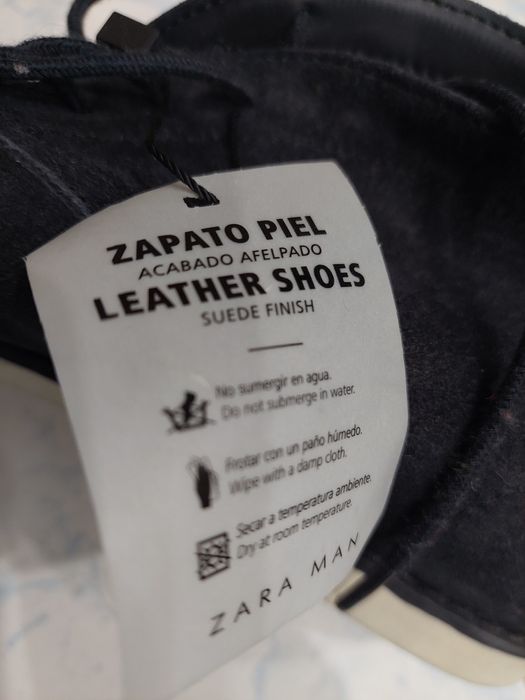 ZAPATO PIEL
ACABADO AFELPADO
LEATHER SHOES
SUEDE FINISH
No sumergir en agua.
Do not submerge in water.
Frotar con un paño húmedo.
Wipe with a damp cloth.
Secar a temperatura ambiente.
Dry at room temperature.
ZARA MAN